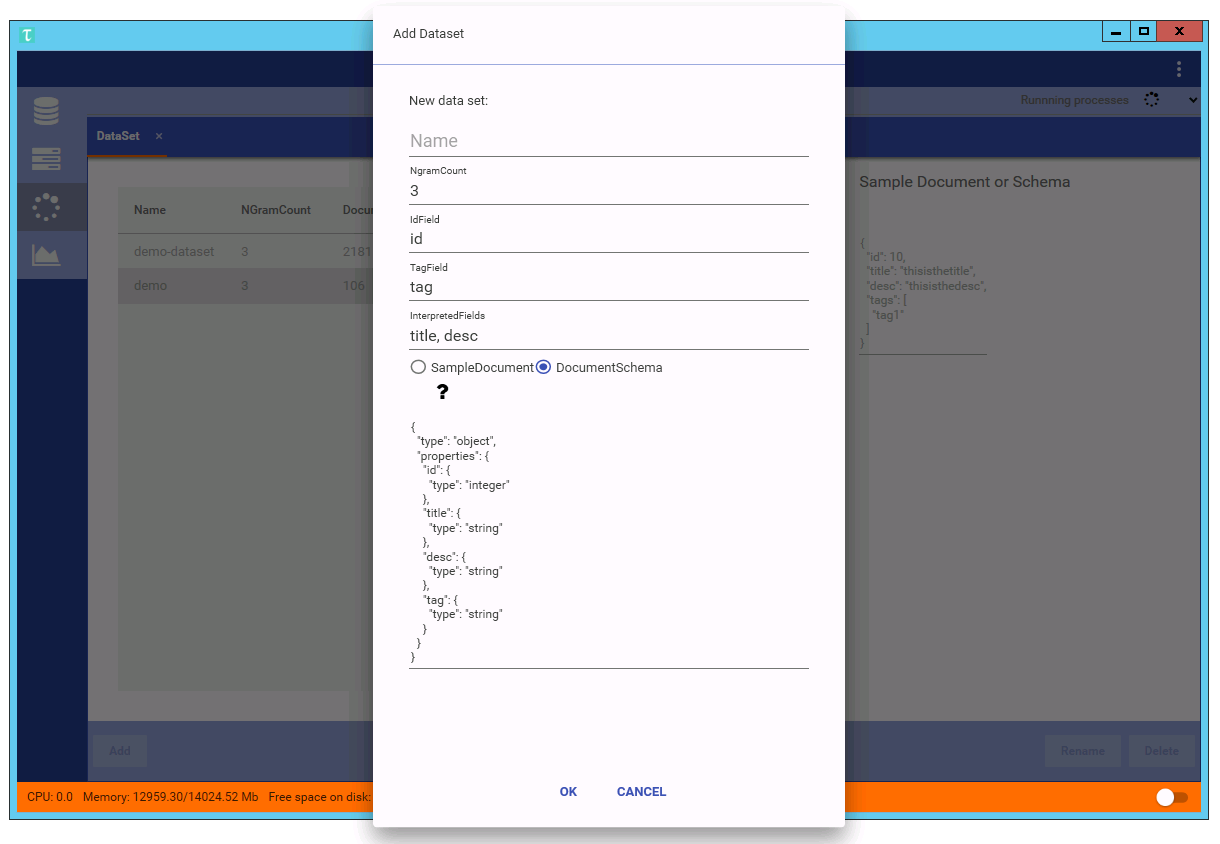 τ
Add Dataset
Runnning processes
DataSet ×
New data set:
Name
NgramCount
3
IdField
id
TagField
tag
InterpretedFields
title, desc
SampleDocument DocumentSchema
?
{
"type": "object",
"properties": {
"id": {
"type": "integer"
},
"title": {
"type": "string"
},
"desc": {
"type": "string"
},
"tag": {
"type": "string"
}
}
}
OK CANCEL
Name NGramCount
demo-dataset 3 2181
demo 3 106
Sample Document or Schema
{
"id": 10,
"title": "thisisthetitle",
"desc": "thisisthedesc",
"tags": [
"tag1"
]
}
Add Rename Delete
CPU: 0.0 Memory: 12959.30/14024.52 Mb Free space on disk: